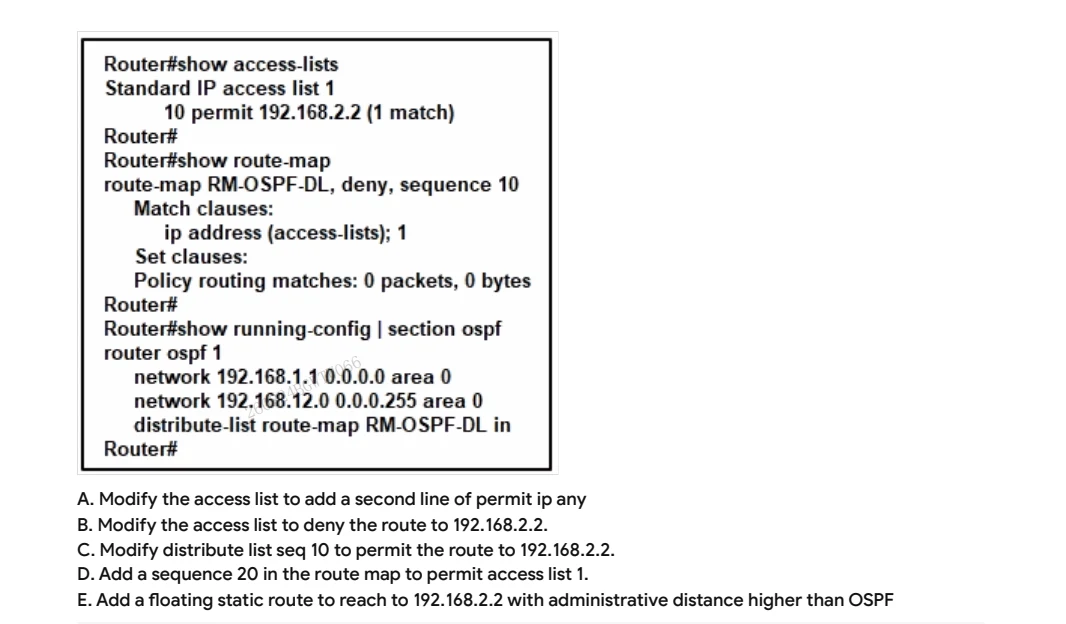 Router#show access-lists
Standard IP access list 1
10 permit 192.168.2.2 (1 match)
Router#
Router#show route-map
route-map RM-OSPF-DL, deny, sequence 10
Match clauses:
ip address (access-lists); 1
Set clauses:
Policy routing matches: 0 packets, 0 bytes
Router#
Router#show running-config | section ospf
router ospf 1
network 192.168.1.1 0.0.0.0 area 0
network 192.168.12.0 0.0.0.255 area 0
distribute-list route-map RM-OSPF-DL in
Router#
A. Modify the access list to add a second line of permit ip any
B. Modify the access list to deny the route to 192.168.2.2.
C. Modify distribute list seq 10 to permit the route to 192.168.2.2.
D. Add a sequence 20 in the route map to permit access list 1.
E. Add a floating static route to reach to 192.168.2.2 with administrative distance higher than OSPF